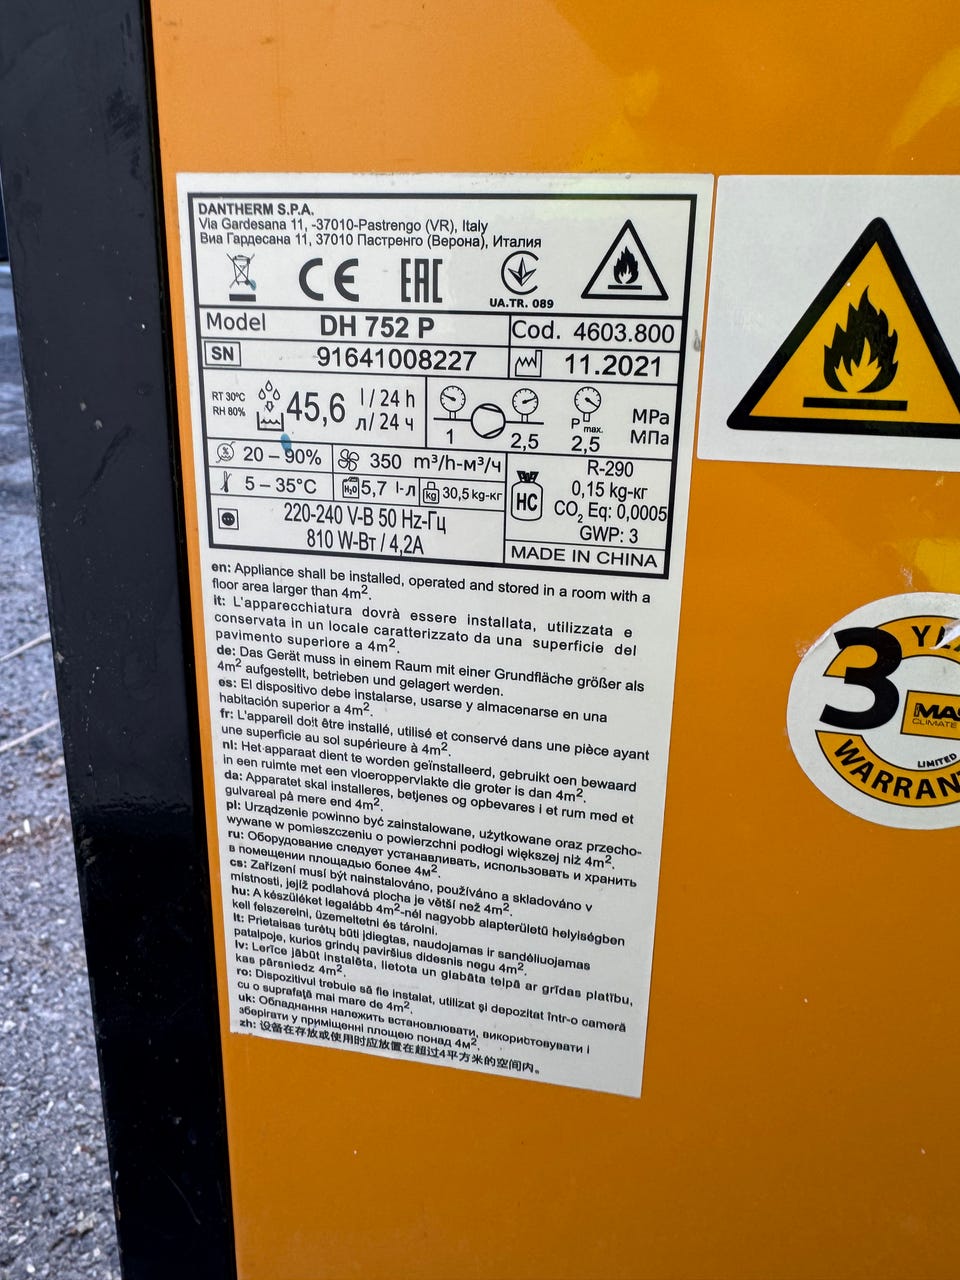 DANTHERM S.P.A.
Via Gardesana 11, -37010-Pastrengo (VR), Italy
Виа Гардесана 11, 37010 Пастренго (Верона), Италия
CE EAC
UA.TR. 089
Model DH 752 P Cod. 4603.800
SN 91641008227 11.2021
RT 30°C
RH 80%
45,6 l / 24 h
л/ 24 ч
1 2,5 P max. 2,5 MPa
МПа
20 – 90% 350 m³/h-м³/ч
5 – 35°C H2O 5,7 l-л kg 30,5 kg-кг
220-240 V-В 50 Hz-Гц
810 W-Вт / 4,2A
HC
R-290
0,15 kg-кг
CO2 Eq: 0,0005
GWP: 3
MADE IN CHINA
en: Appliance shall be installed, operated and stored in a room with a
floor area larger than 4m².
it: L'apparecchiatura dovrà essere installata, utilizzata e
conservata in un locale caratterizzato da una superficie del
pavimento superiore a 4m².
de: Das Gerät muss in einem Raum mit einer Grundfläche größer als
4m² aufgestellt, betrieben und gelagert werden.
es: El dispositivo debe instalarse, usarse y almacenarse en una
habitación superior a 4m².
fr: L'appareil doit être installé, utilisé et conservé dans une pièce ayant
une superficie au sol supérieure à 4m².
nl: Het apparaat dient te worden geïnstalleerd, gebruikt oen bewaard
in een ruimte met een vloeroppervlakte die groter is dan 4m².
da: Apparatet skal installeres, betjenes og opbevares i et rum med et
gulvareal på mere end 4m².
pl: Urządzenie powinno być zainstalowane, użytkowane oraz przecho-
wywane w pomieszczeniu o powierzchni podłogi większej niż 4m².
ru: Оборудование следует устанавливать, использовать и хранить
в помещении площадью более 4м².
cs: Zařízení musí být nainstalováno, používáno a skladováno v
místnosti, jejíž podlahová plocha je větší než 4m².
hu: A készüléket legalább 4m²-nél nagyobb alapterületű helyiségben
kell felszerelni, üzemeltetni és tárolni.
lt: Prietaisas turėtų būti įdiegtas, naudojamas ir sandėliuojamas
patalpoje, kurios grindų paviršius didesnis negu 4m².
lv: Lerīce jābūt instalēta, lietota un glabāta telpā ar grīdas platību,
kas pārsniedz 4m².
ro: Dispozitivul trebuie să fie instalat, utilizat și depozitat într-o cameră
cu o suprafață mai mare de 4m².
uk: Обладнання належить встановлювати, використовувати і
зберігати у приміщенні площею понад 4м².
zh: 设备在存放或使用时应放置在超过4平方米的空间内。
3 YE
MAS
CLIMATE
LIMITED
WARRAN